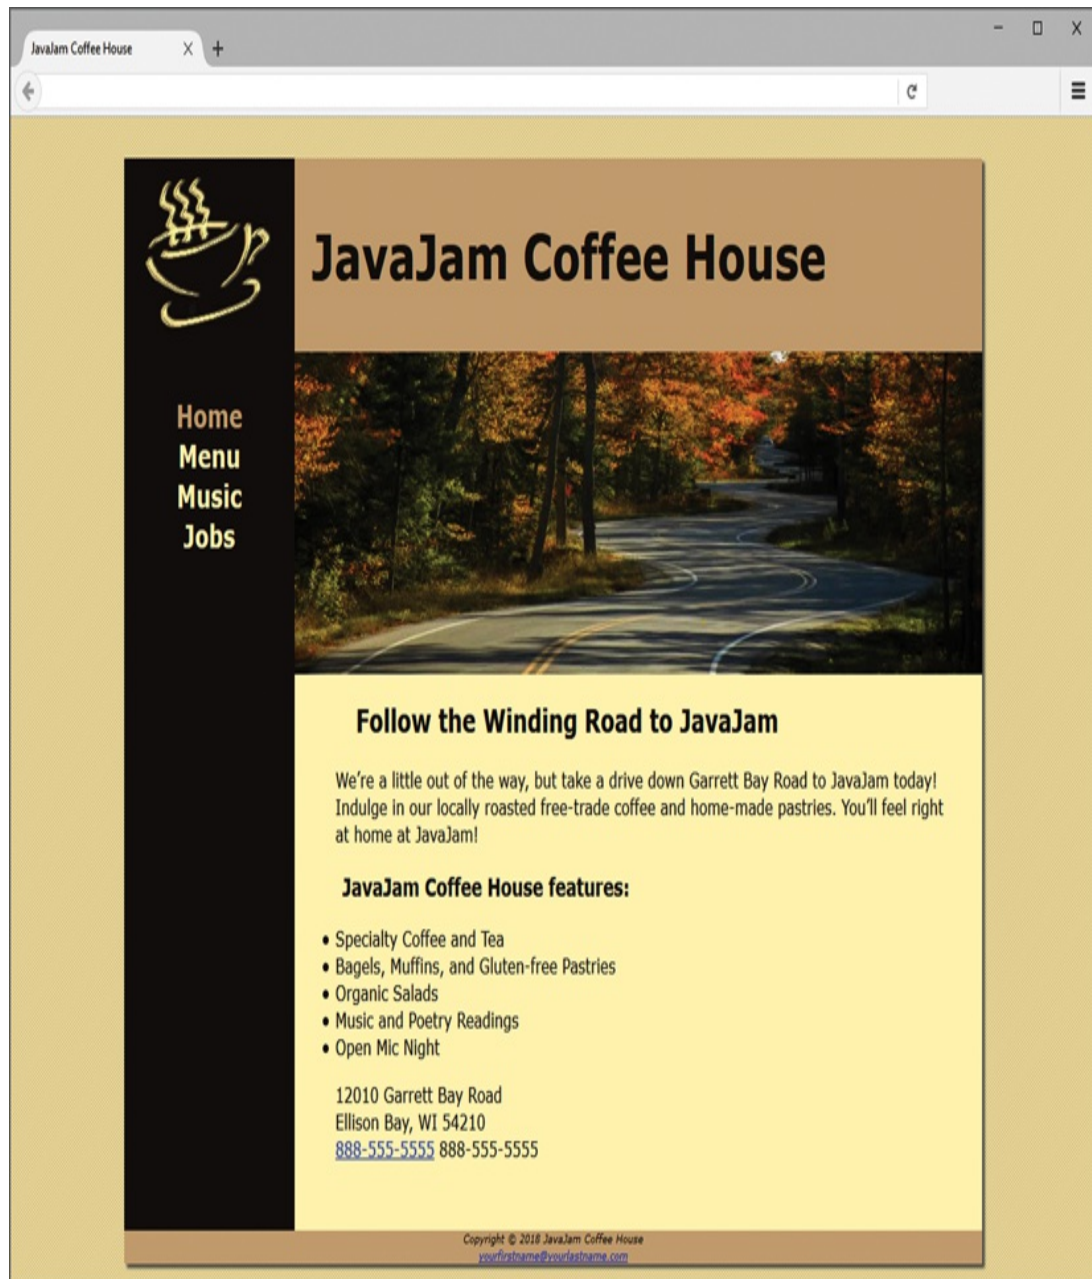 JavaJam Coffee House
JavaJam Coffee House
Home
Menu
Music
Jobs
Follow the Winding Road to JavaJam
We're a little out of the way, but take a drive down Garrett Bay Road to JavaJam today!
Indulge in our locally roasted free-trade coffee and home-made pastries. You'll feel right
at home at JavaJam!
JavaJam Coffee House features:
• Specialty Coffee and Tea
• Bagels, Muffins, and Gluten-free Pastries
• Organic Salads
• Music and Poetry Readings
• Open Mic Night
12010 Garrett Bay Road
Ellison Bay, WI 54210
888-555-5555 888-555-5555
Copyright © 2018 JavaJam Coffee House
yourfirstname@yourlastname.com